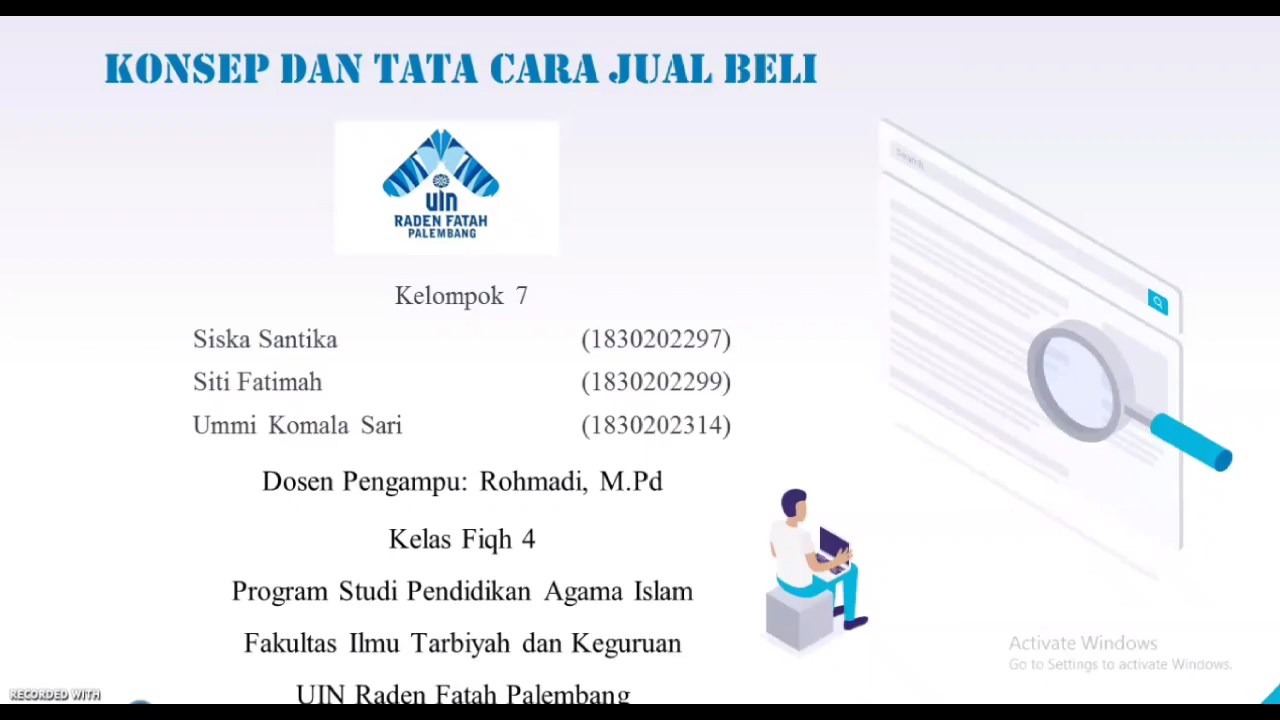 KONSEP DAN TATA CARA JUAL BELI
uin
RADEN FATAH
PALEMBANG
Kelompok 7
Siska Santika (1830202297)
Siti Fatimah (1830202299)
Ummi Komala Sari (1830202314)
Dosen Pengampu: Rohmadi, M.Pd
Kelas Fiqh 4
Program Studi Pendidikan Agama Islam
Fakultas Ilmu Tarbiyah dan Keguruan
UIN Raden Fatah Palembang
Search
Activate Windows
Go to Settings to activate Windows.
RECORDED WITH